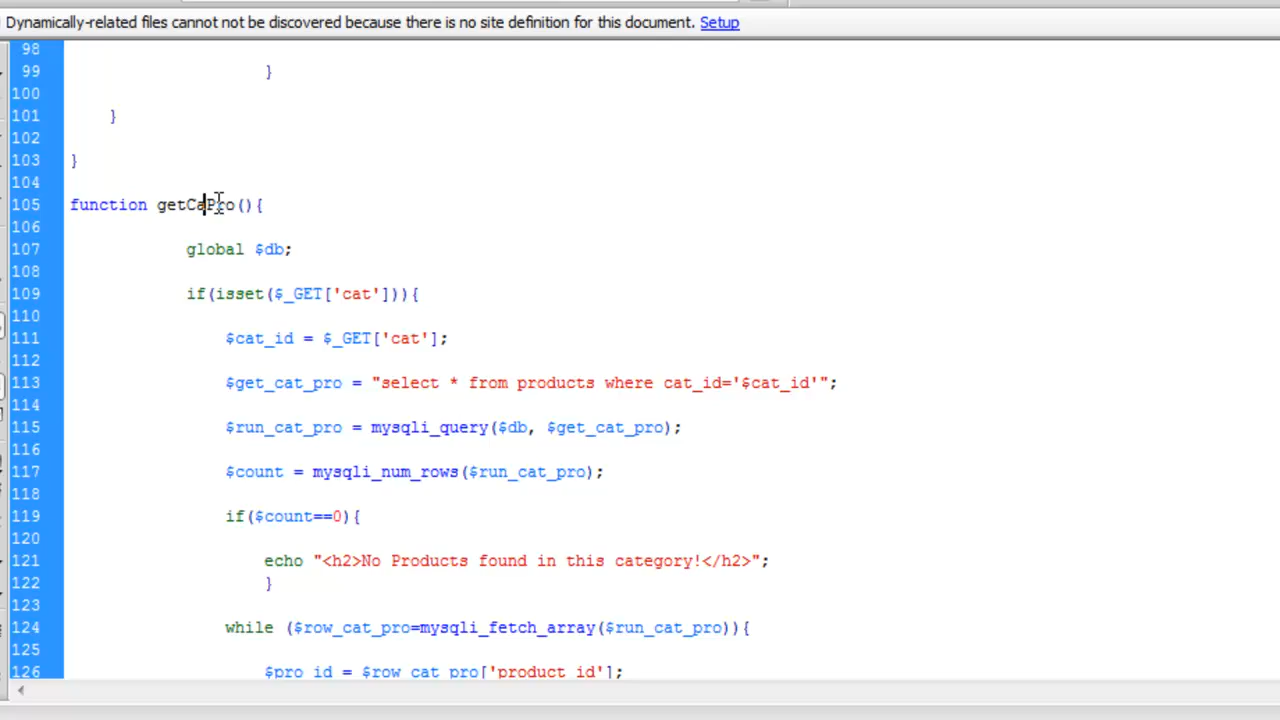 Dynamically-related files cannot not be discovered because there is no site definition for this document. Setup
98
99 }
100
101 }
102
103 }
104
105 function getCaPro(){
106
107 global $db;
108
109 if(isset($_GET['cat'])){
110
111 $cat_id = $_GET['cat'];
112
113 $get_cat_pro = "select * from products where cat_id='$cat_id'";
114
115 $run_cat_pro = mysqli_query($db, $get_cat_pro);
116
117 $count = mysqli_num_rows($run_cat_pro);
118
119 if($count==0){
120
121 echo "<h2>No Products found in this category!</h2>";
122 }
123
124 while ($row_cat_pro=mysqli_fetch_array($run_cat_pro)){
125
126 $pro_id = $row_cat_pro['product_id'];